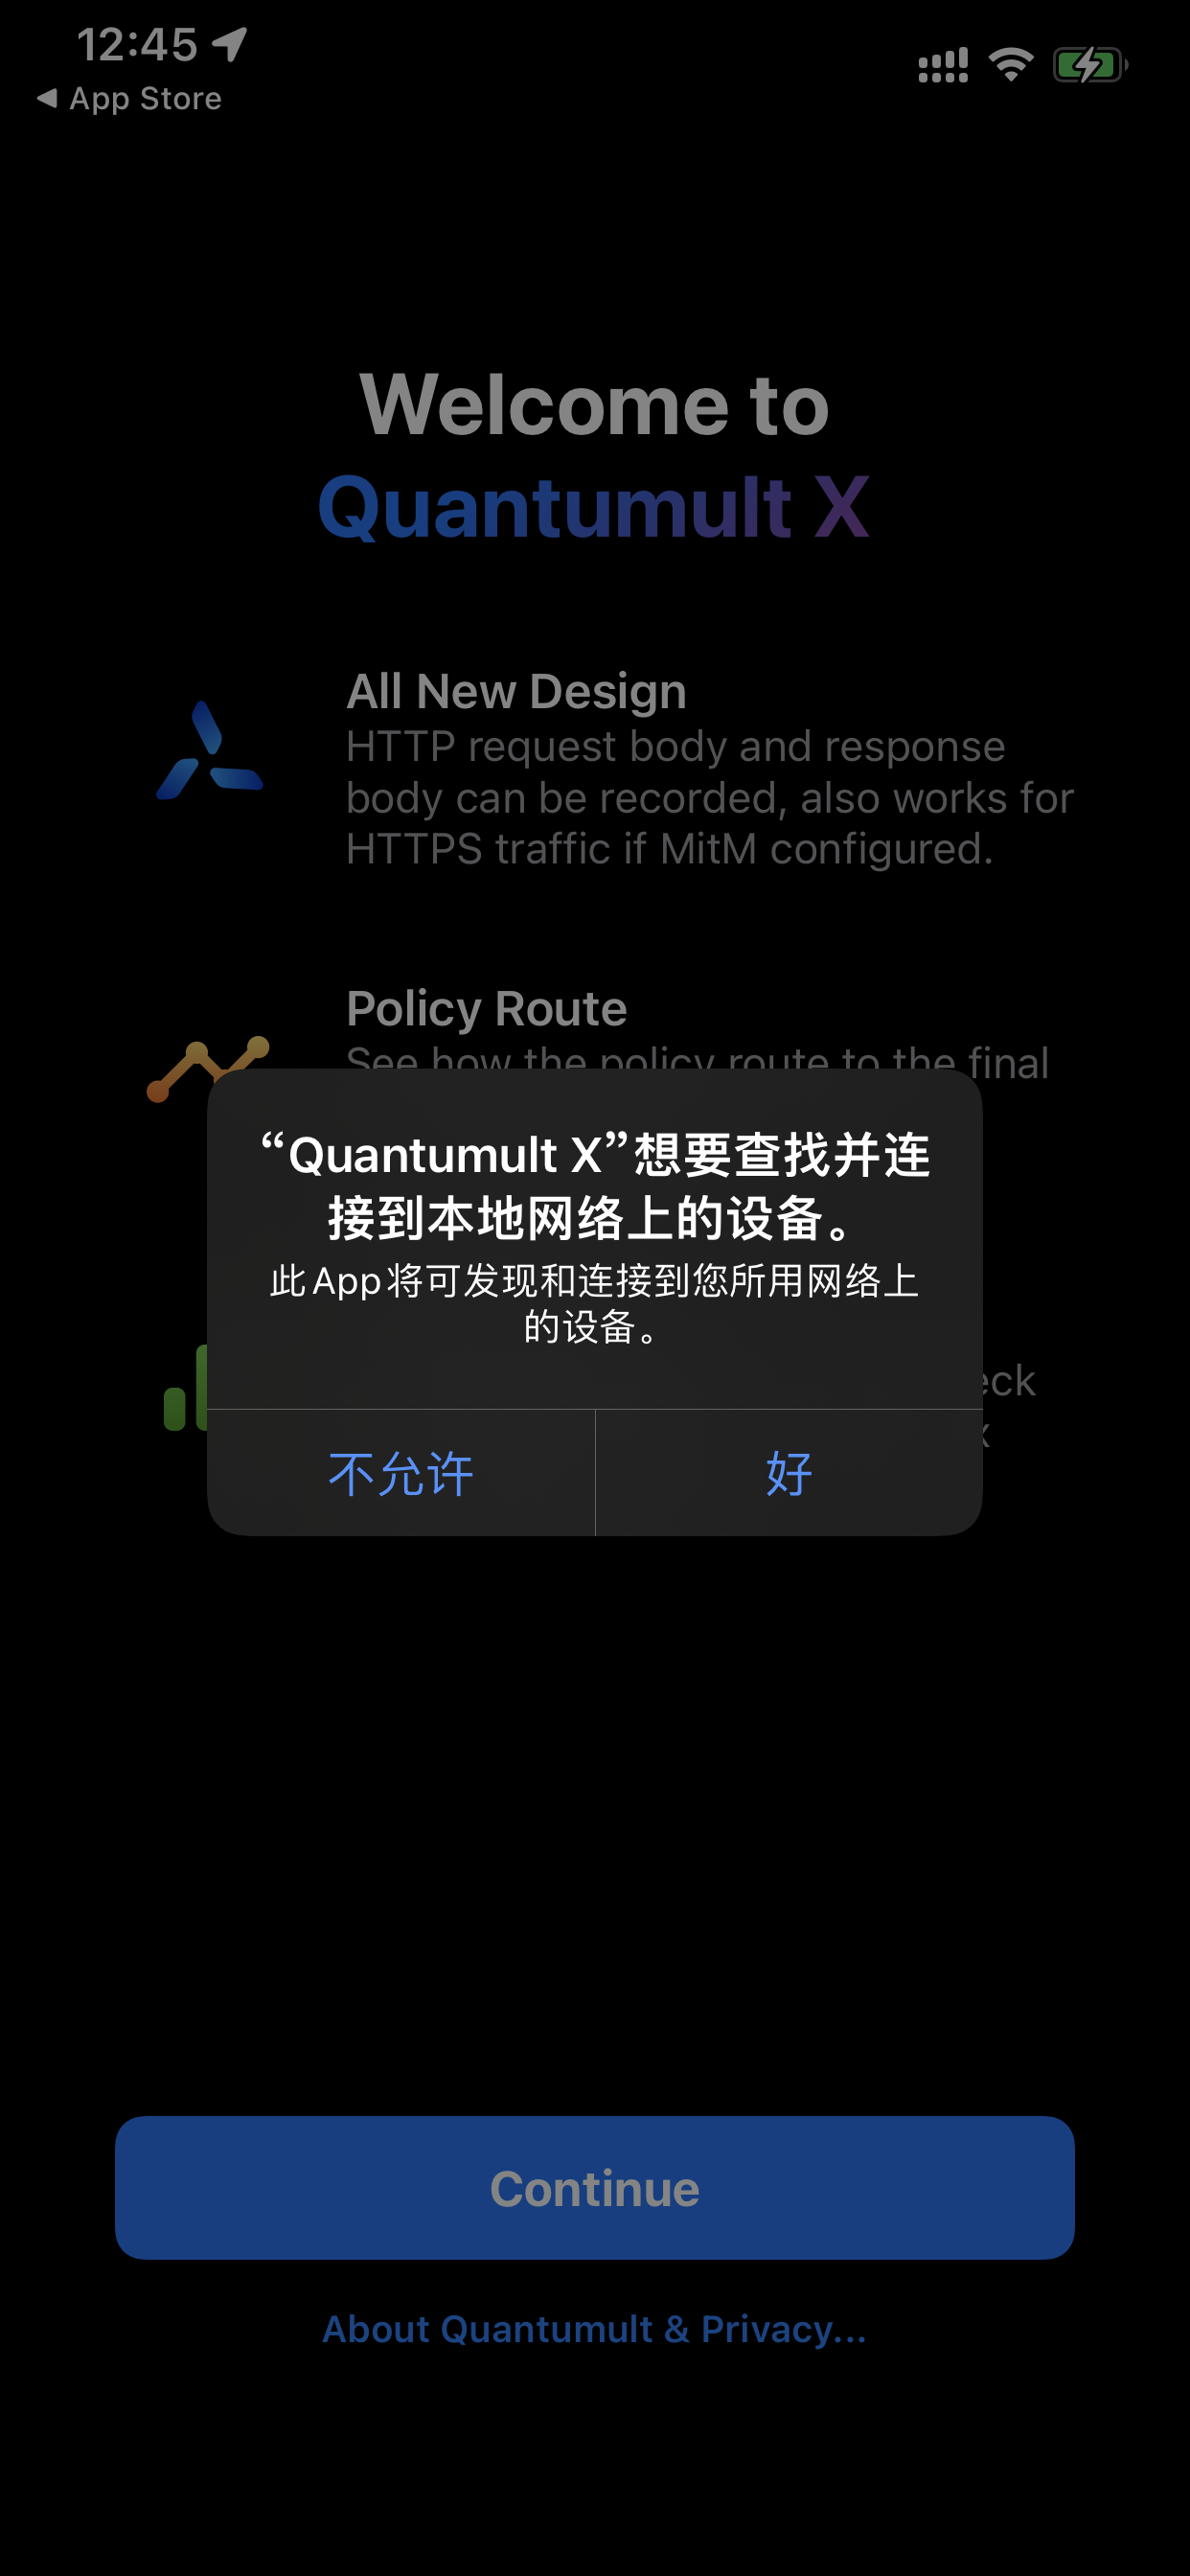 12:45
App Store
Welcome to
Quantumult X
All New Design
HTTP request body and response
body can be recorded, also works for
HTTPS traffic if MitM configured.
Policy Route
See how the policy route to the final
“Quantumult X”想要查找并连
接到本地网络上的设备。
此App将可发现和连接到您所用网络上
的设备。
不允许
好
Continue
About Quantumult & Privacy...